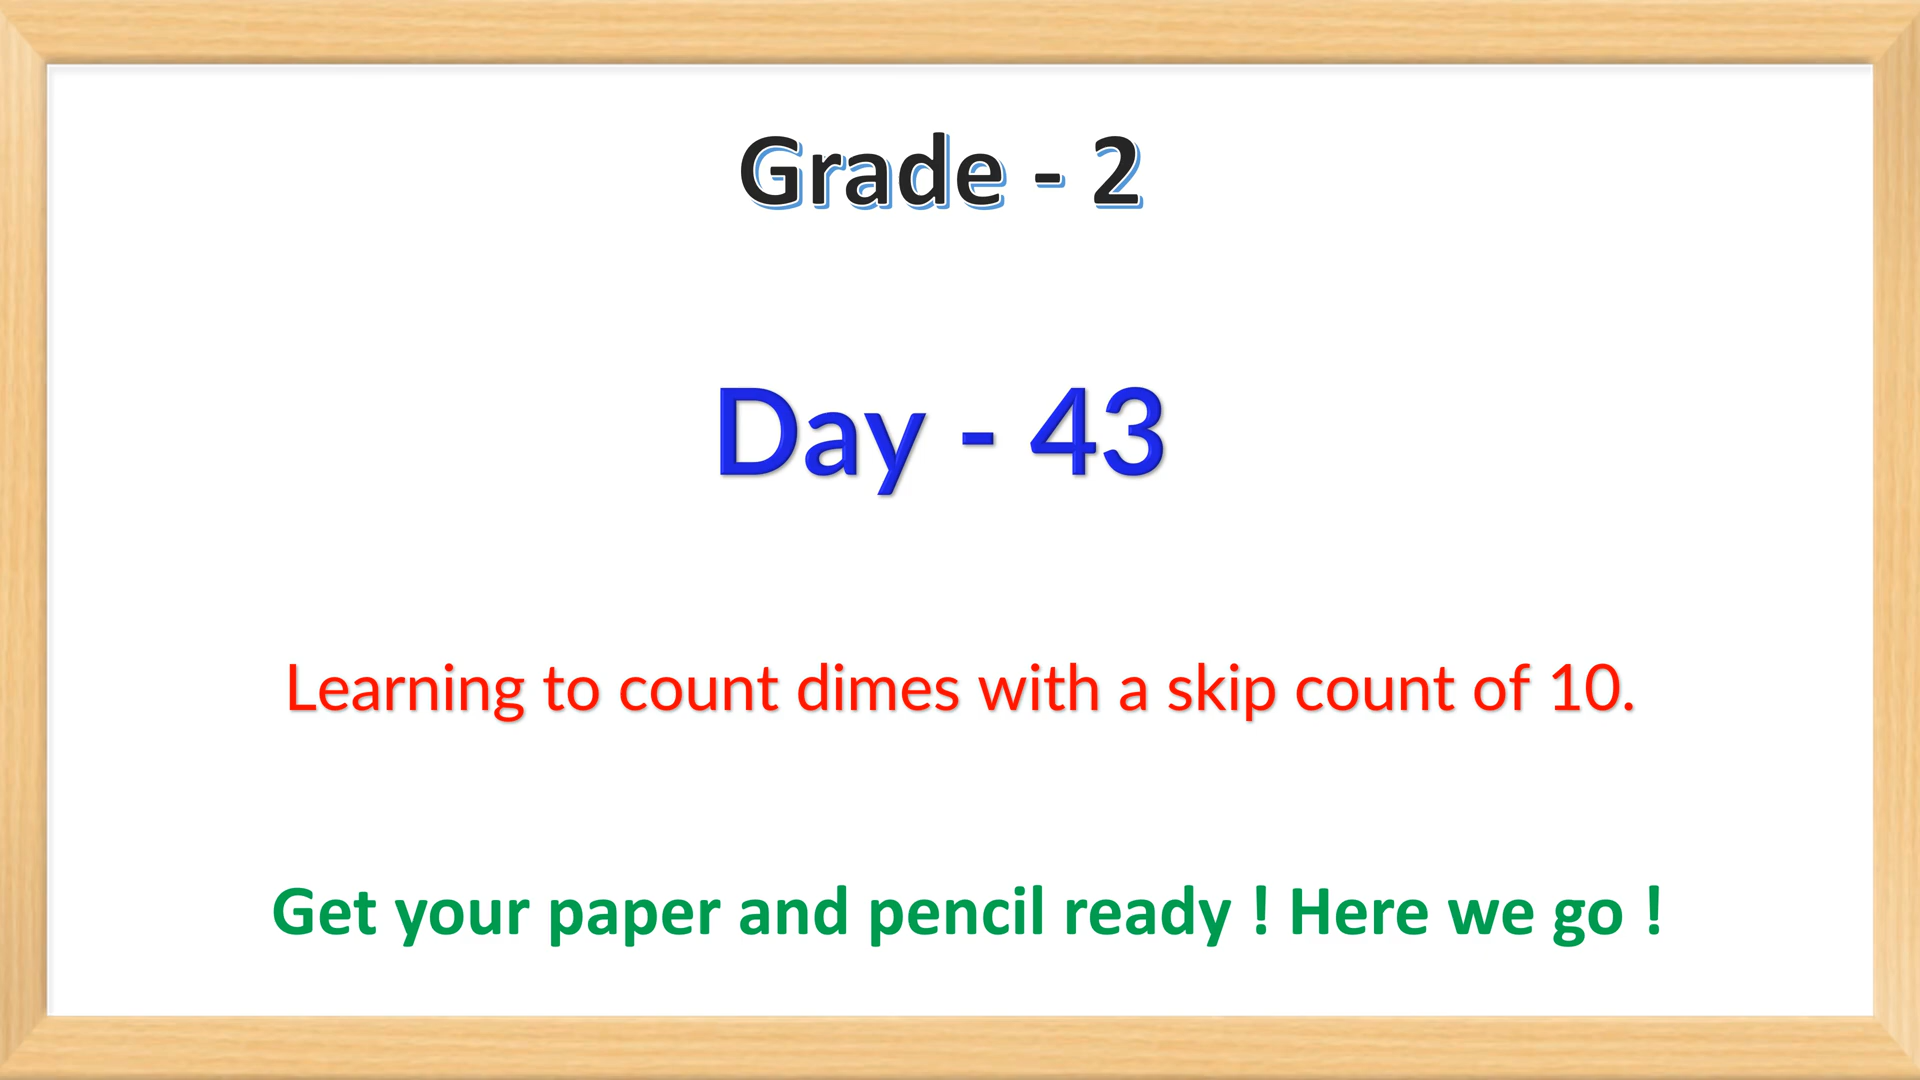 Grade - 2
Day - 43
Learning to count dimes with a skip count of 10.
Get your paper and pencil ready ! Here we go !